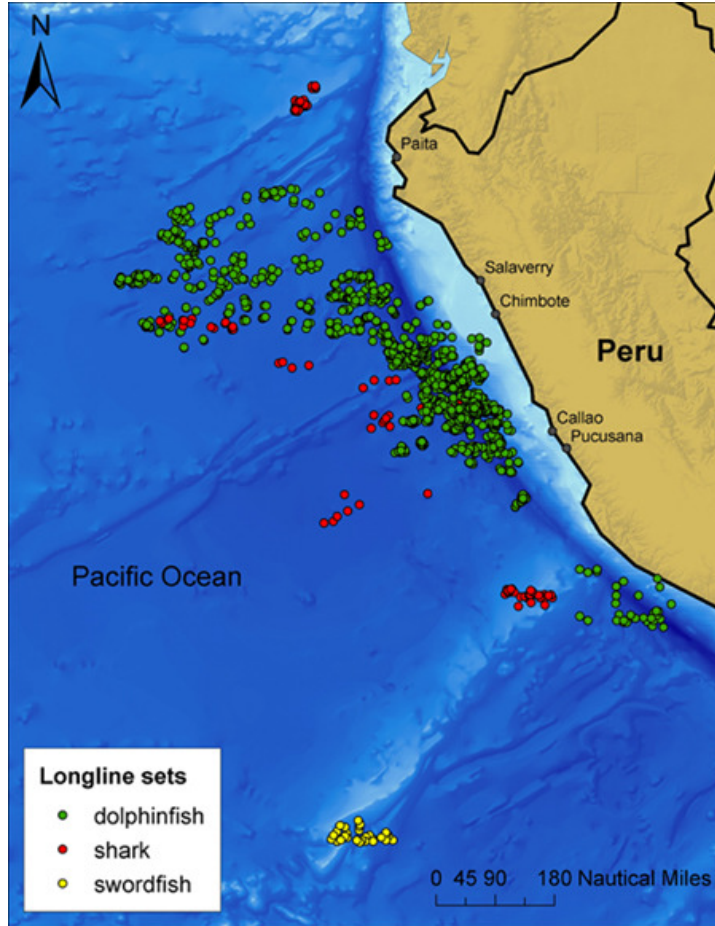 N
Paita
Salaverry
Chimbote
Peru
Callao
Pucusana
Pacific Ocean
Longline sets
dolphinfish
shark
swordfish
0 45 90 180 Nautical Miles